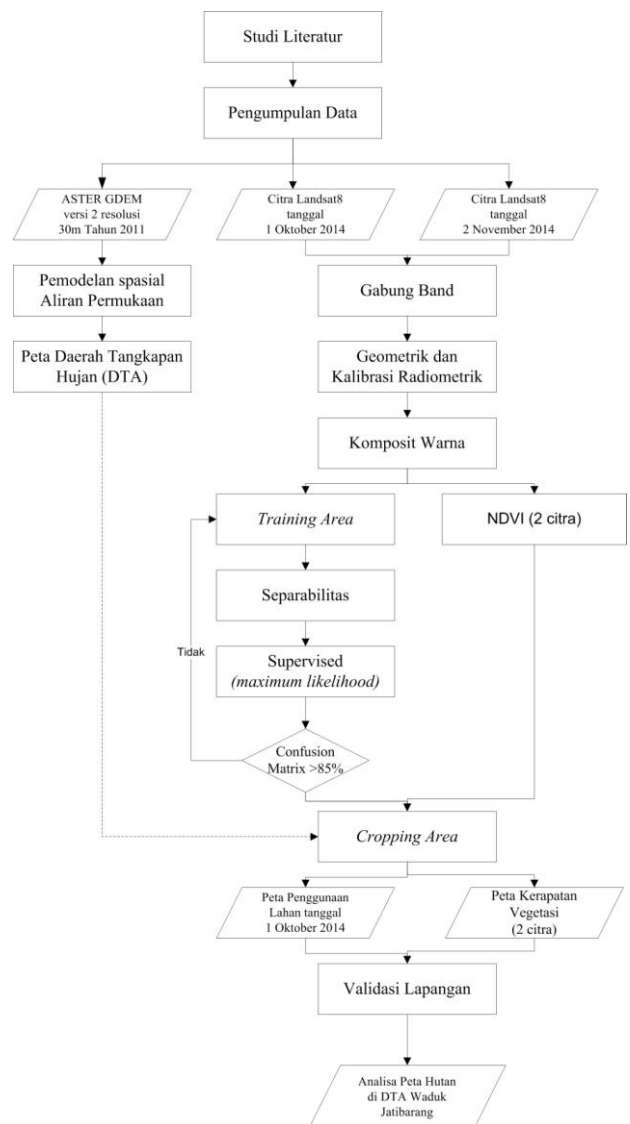 Studi Literatur
Pengumpulan Data
ASTER GDEM
versi 2 resolusi
30m Tahun 2011
Citra Landsat8
tanggal
1 Oktober 2014
Citra Landsat8
tanggal
2 November 2014
Pemodelan spasial
Aliran Permukaan
Gabung Band
Peta Daerah Tangkapan
Hujan (DTA)
Geometrik dan
Kalibrasi Radiometrik
Komposit Warna
Training Area
NDVI (2 citra)
Separabilitas
Tidak
Supervised
(maximum likelihood)
Confusion
Matrix >85%
Cropping Area
Peta Penggunaan
Lahan tanggal
1 Oktober 2014
Peta Kerapatan
Vegetasi
(2 citra)
Validasi Lapangan
Analisa Peta Hutan
di DTA Waduk
Jatibarang